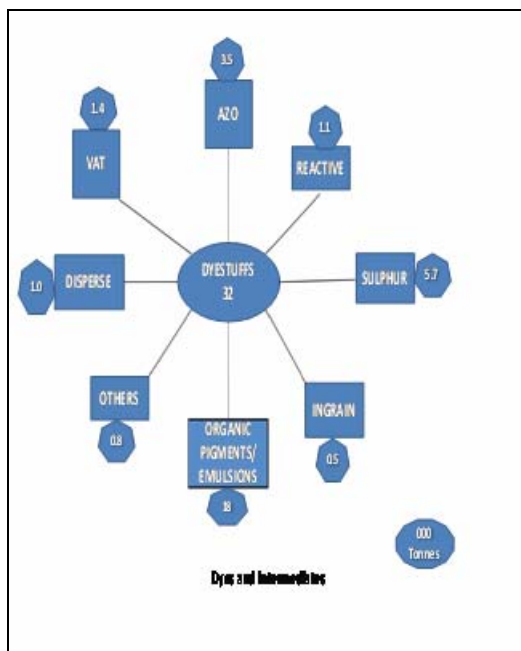 3.5
AZO
1.4
VAT
1.1
REACTIVE
DYESTUFFS
32
DISPERSE
1.0
SULPHUR
5.7
OTHERS
0.8
ORGANIC
PIGMENTS/
EMULSIONS
18
INGRAIN
0.5
000
Tonnes
Dyes and Intermediates